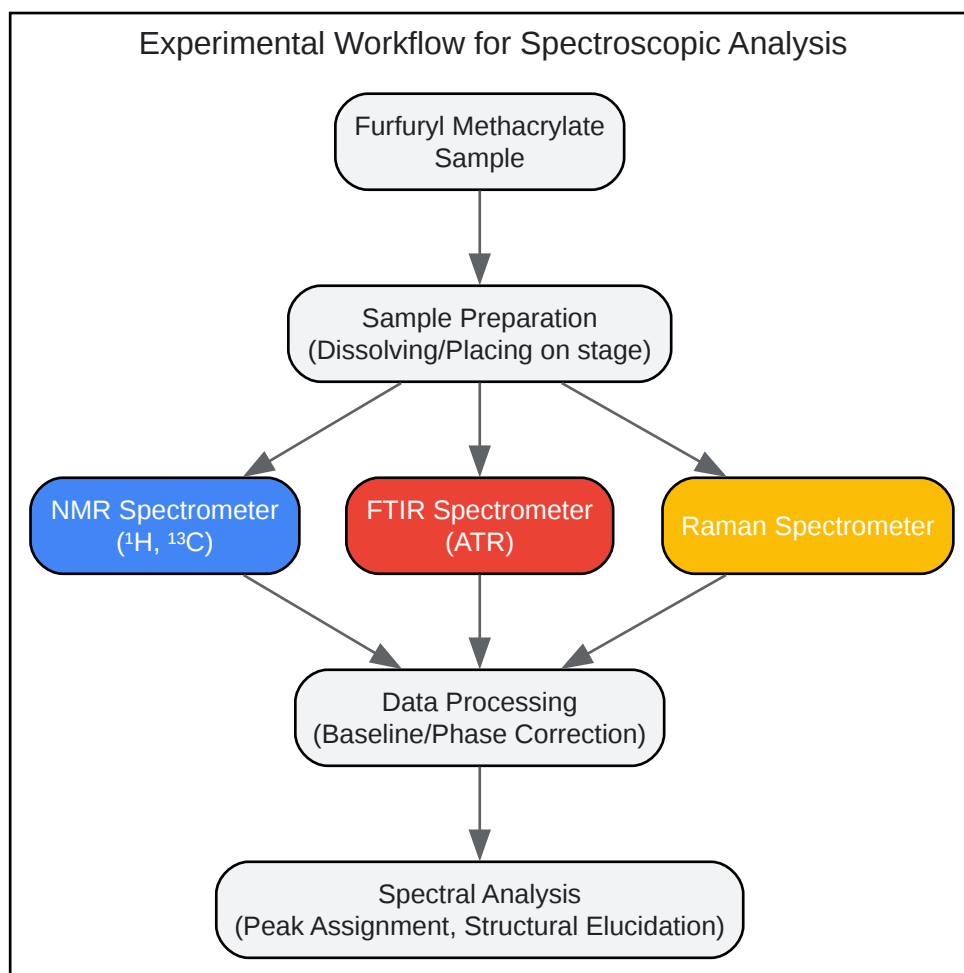 Experimental Workflow for Spectroscopic Analysis
Furfuryl Methacrylate
Sample
Sample Preparation
(Dissolving/Placing on stage)
NMR Spectrometer
(¹H, ¹³C)
FTIR Spectrometer
(ATR)
Raman Spectrometer
Data Processing
(Baseline/Phase Correction)
Spectral Analysis
(Peak Assignment, Structural Elucidation)